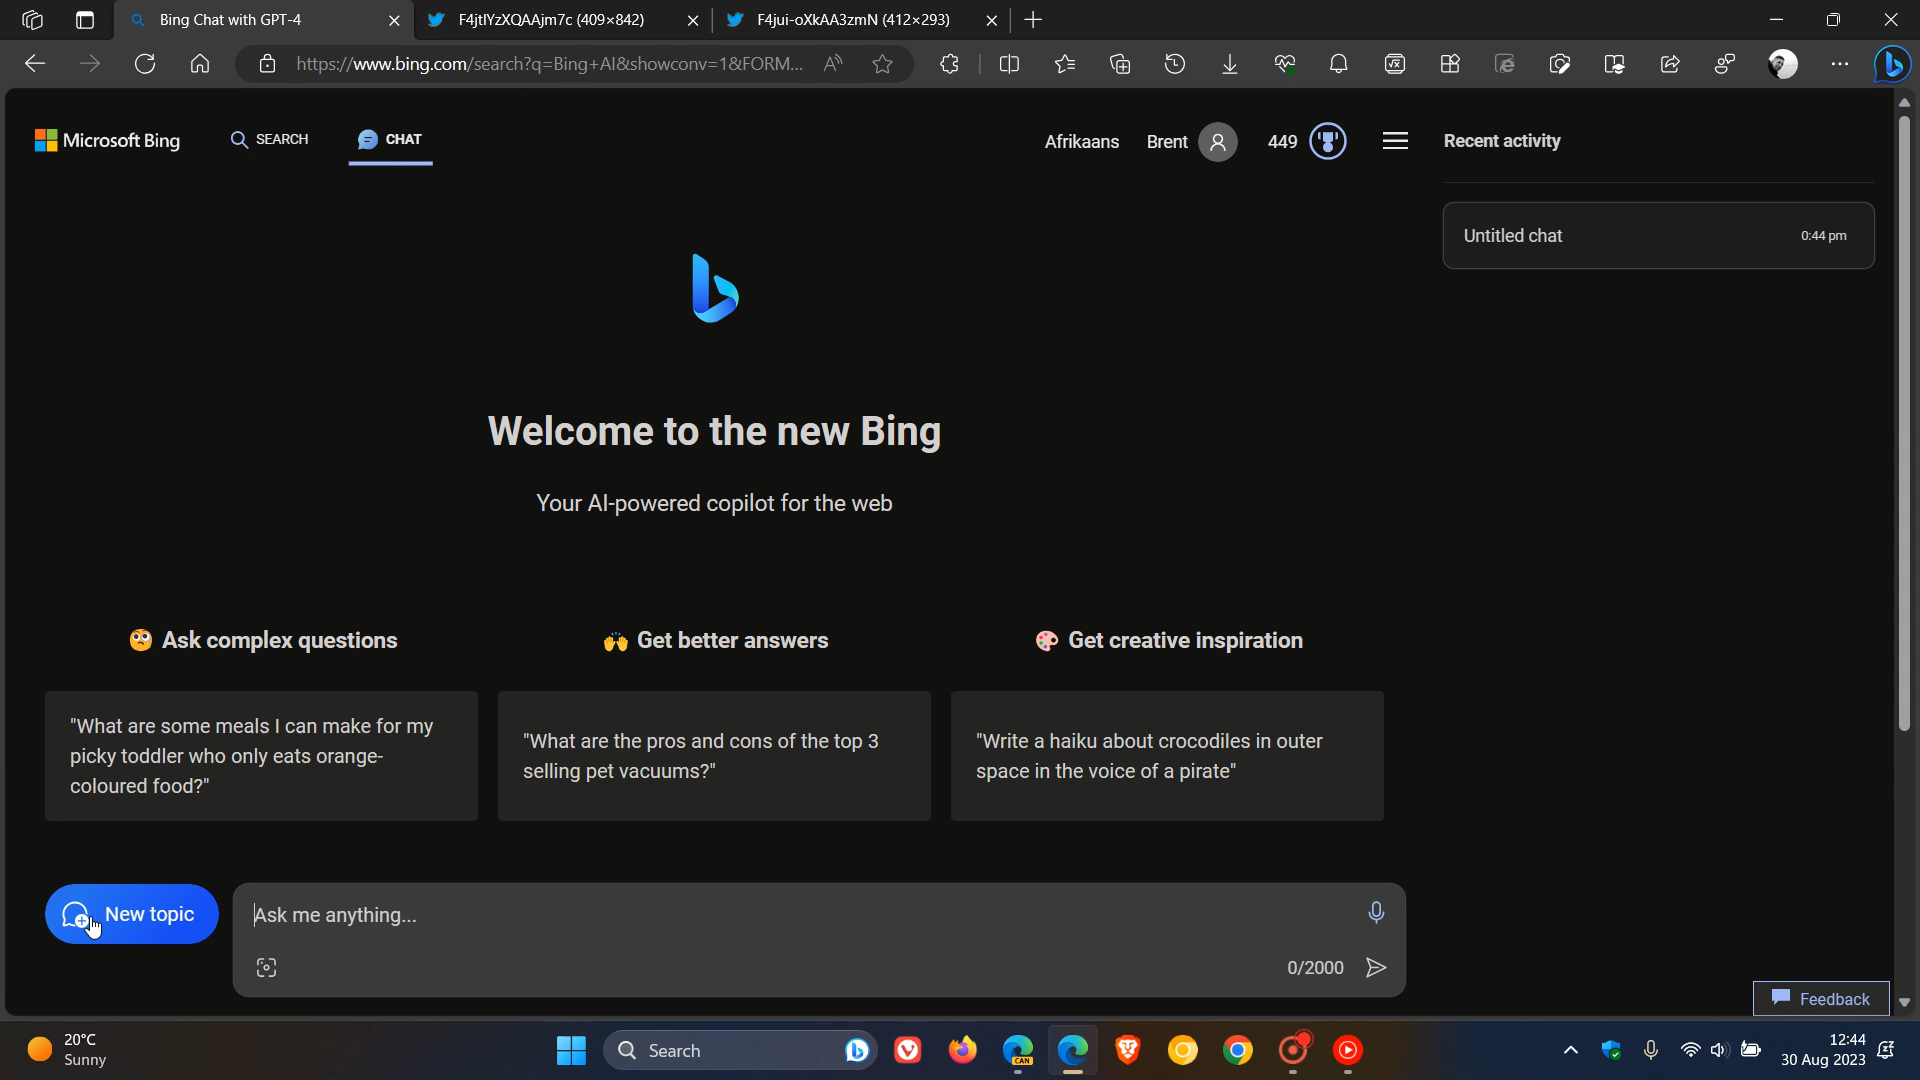 Bing Chat with GPT-4
F4jtlYzXQAAjm7c (409×842)
F4jui-oXkAA3zmN (412×293)
https://www.bing.com/search?q=Bing+AI&showconv=1&FORM...
Microsoft Bing
SEARCH
CHAT
Afrikaans
Brent
449
Recent activity
Untitled chat
0:44 pm
Welcome to the new Bing
Your AI-powered copilot for the web
Ask complex questions
Get better answers
Get creative inspiration
"What are some meals I can make for my
picky toddler who only eats orange-
coloured food?"
"What are the pros and cons of the top 3
selling pet vacuums?"
"Write a haiku about crocodiles in outer
space in the voice of a pirate"
New topic
Ask me anything...
0/2000
Feedback
20°C
Sunny
Search
CAN
12:44
30 Aug 2023